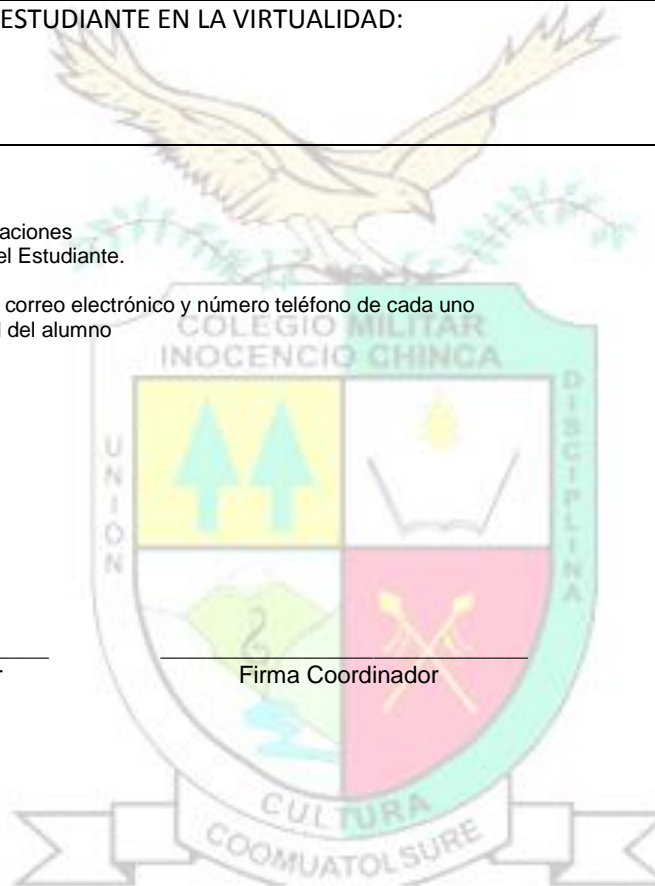 ESTUDIANTE EN LA VIRTUALIDAD:
aciones
el Estudiante.
correo electrónico y número teléfono de cada uno
l del alumno
COLEGIO MILITAR
INOCENCIO CHINCA
UNION
DISCIPLINA
Firma Coordinador
CULTURA
COOMUATOLSURE